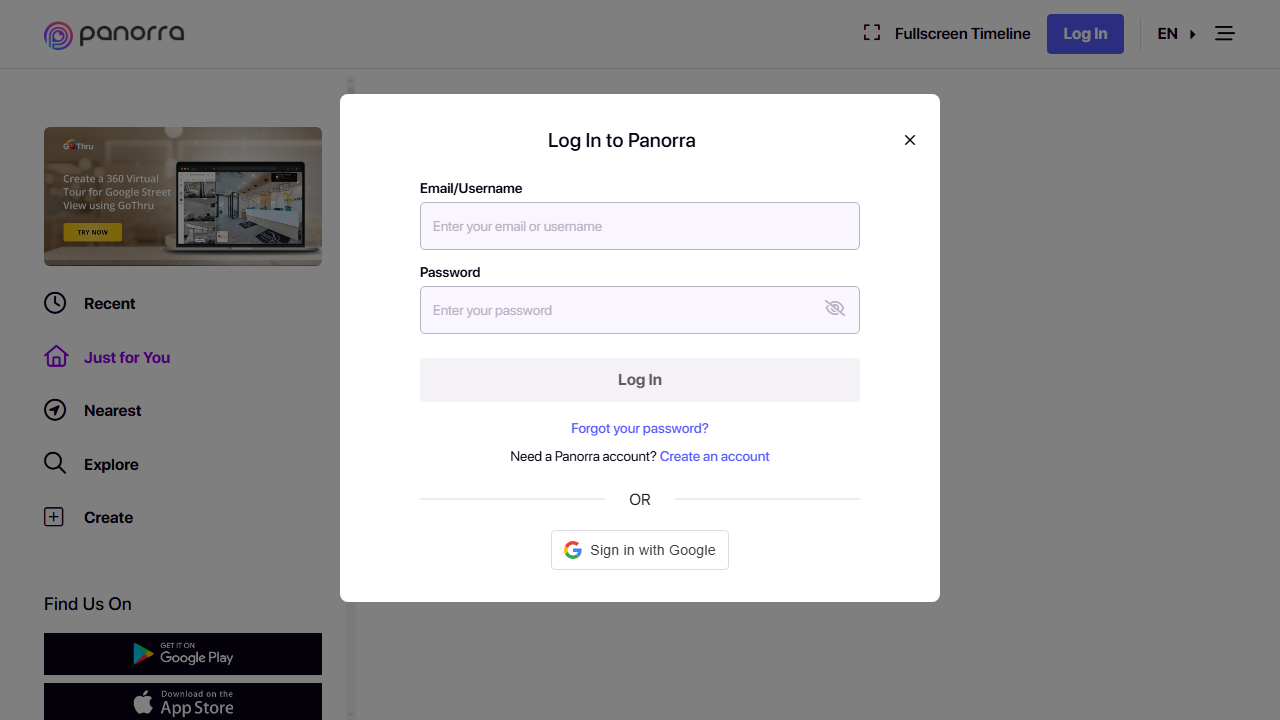 panorra
Fullscreen Timeline
Log In
EN
GoThru
Create a 360 Virtual
Tour for Google Street
View using GoThru
TRY NOW
Recent
Just for You
Nearest
Explore
Create
Find Us On
GET IT ON
Google Play
Download on the
App Store
Log In to Panorra
Email/Username
Enter your email or username
Password
Enter your password
Log In
Forgot your password?
Need a Panorra account? Create an account
OR
Sign in with Google